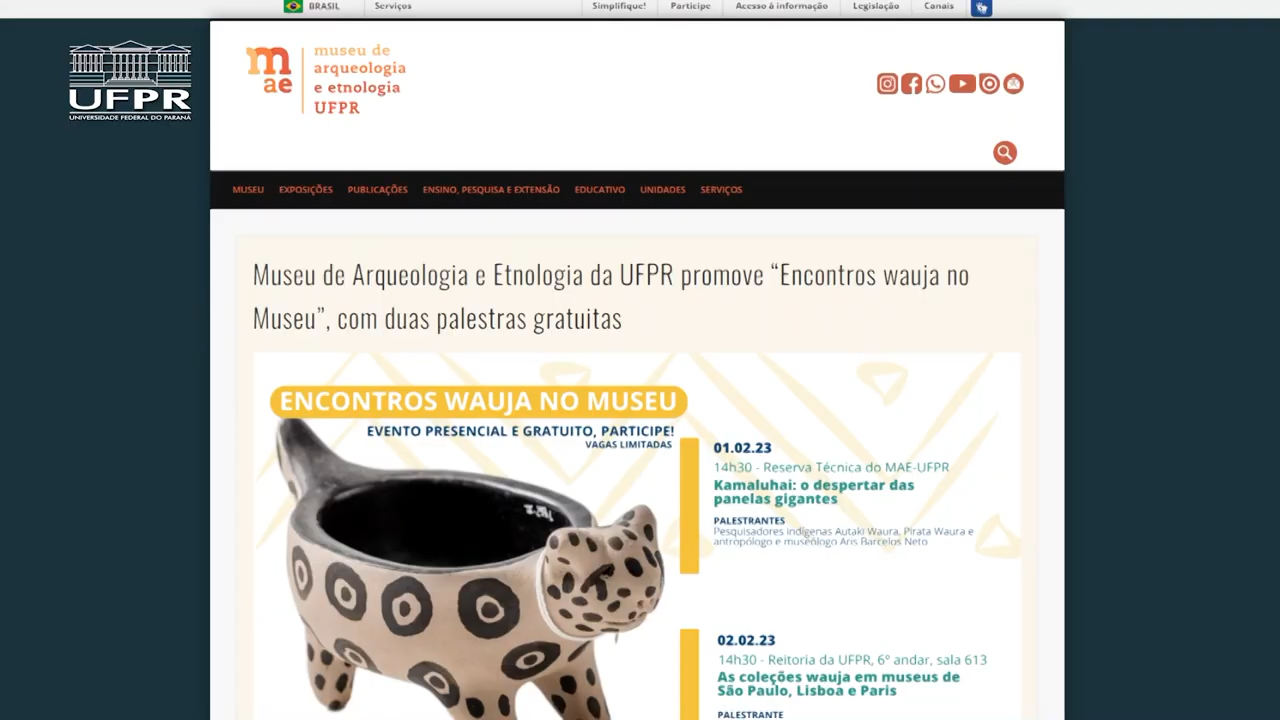 BRASIL
Serviços
Simplifique!
Participe
Acesso à informação
Legislação
Canais
UFPR
UNIVERSIDADE FEDERAL DO PARANÁ
mae
museu de
arqueologia
e etnologia
UFPR
MUSEU
EXPOSIÇÕES
PUBLICAÇÕES
ENSINO, PESQUISA E EXTENSÃO
EDUCATIVO
UNIDADES
SERVIÇOS
Museu de Arqueologia e Etnologia da UFPR promove “Encontros wauja no
Museu”, com duas palestras gratuitas
ENCONTROS WAUJA NO MUSEU
EVENTO PRESENCIAL E GRATUITO, PARTICIPE!
VAGAS LIMITADAS
01.02.23
14h30 - Reserva Técnica do MAE-UFPR
Kamaluhai: o despertar das
panelas gigantes
PALESTRANTES
Pesquisadores indígenas Autaki Waura, Pirata Waura e
antropólogo e museólogo Aris Barcelos Neto
02.02.23
14h30 - Reitoria da UFPR, 6º andar, sala 613
As coleções wauja em museus de
São Paulo, Lisboa e Paris
PALESTRANTE